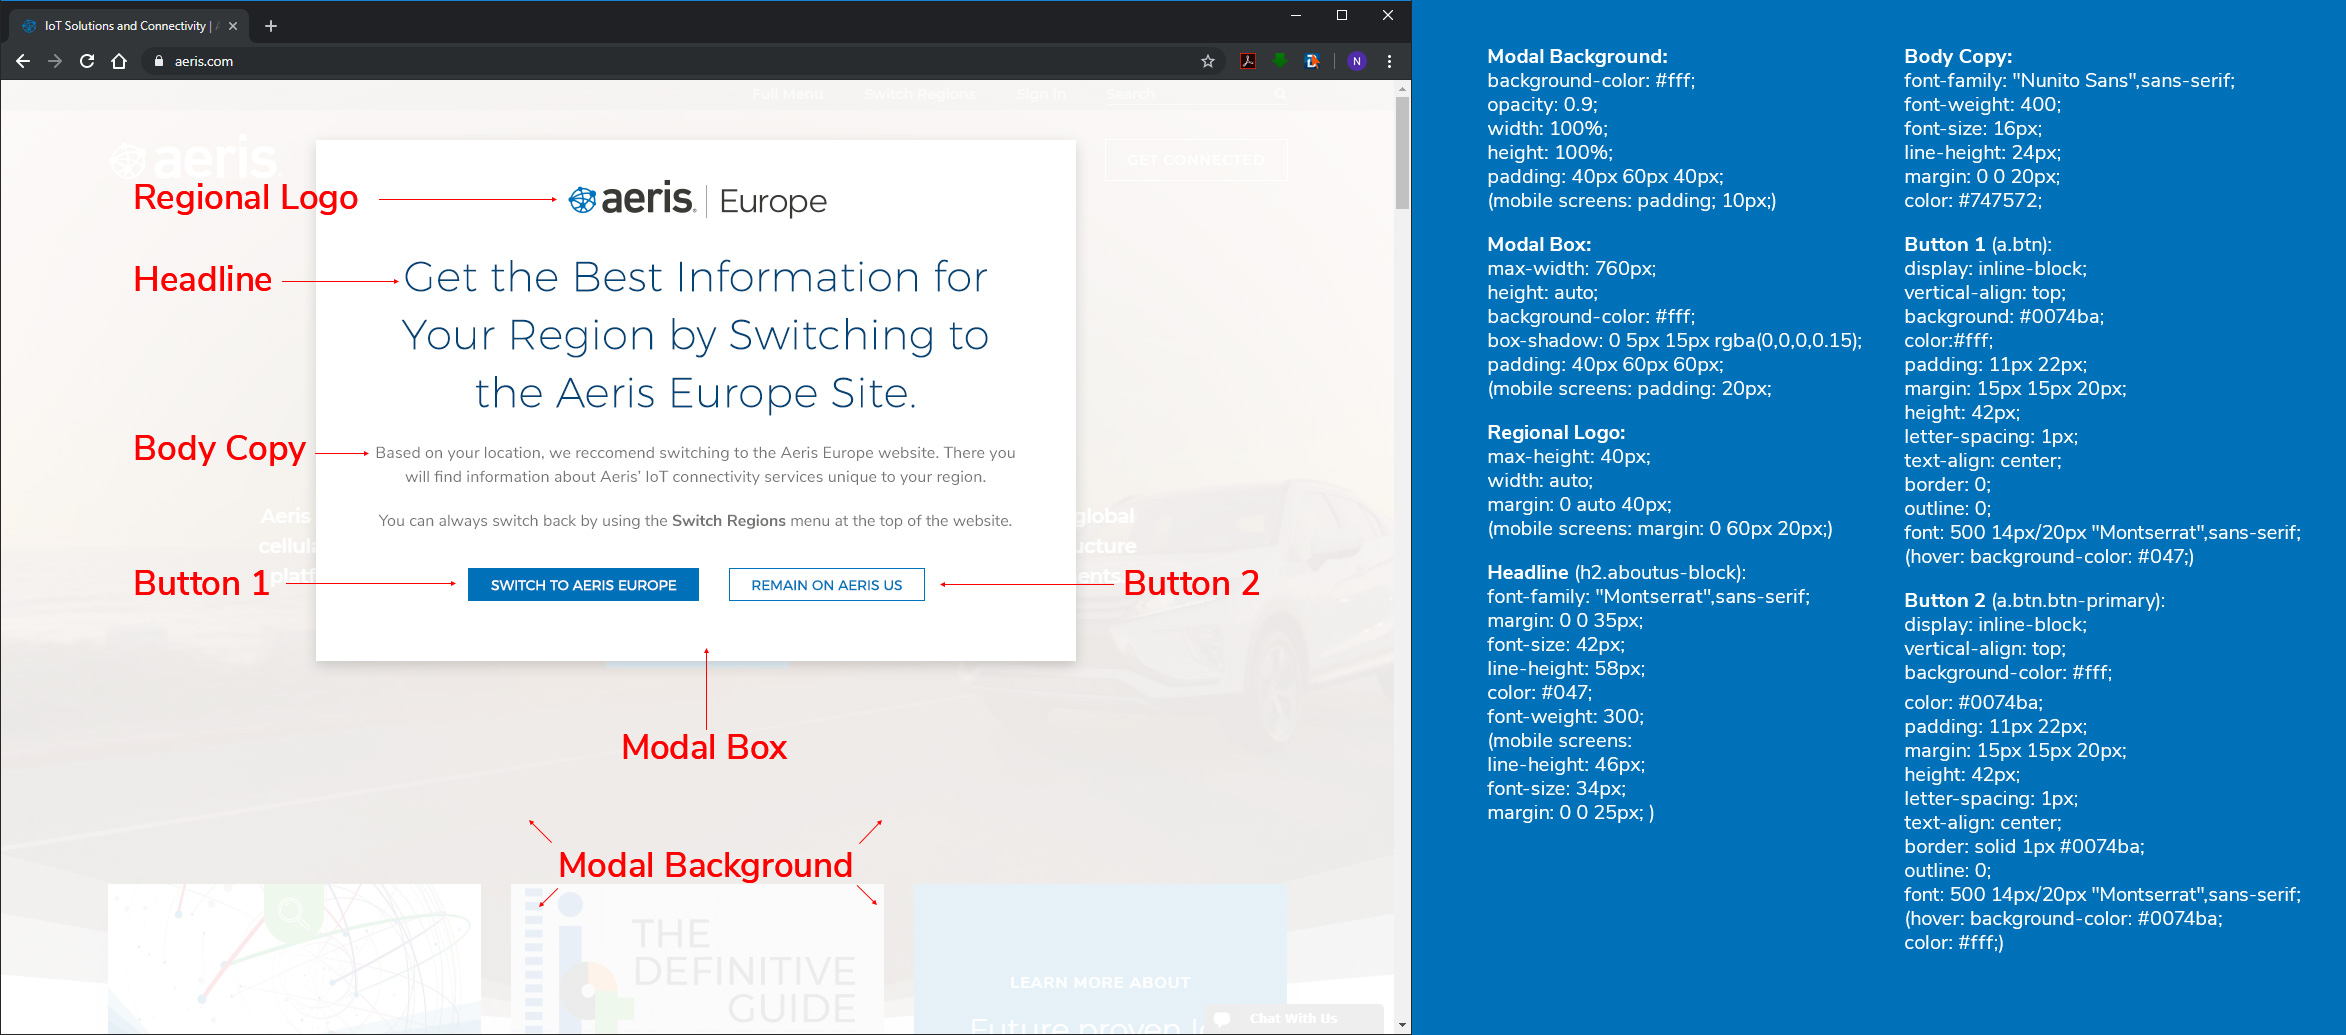 IoT Solutions and Connectivity |
aeris.com
N
Full Menu
Switch Regions
Sign In
Search
aeris
GET CONNECTED
Regional Logo
aeris Europe
Headline
Get the Best Information for
Your Region by Switching to
the Aeris Europe Site.
Body Copy
Based on your location, we reccomend switching to the Aeris Europe website. There you
will find information about Aeris' IoT connectivity services unique to your region.
You can always switch back by using the Switch Regions menu at the top of the website.
Aeris
global
cellula
ucture
platf
ents.
Button 1
SWITCH TO AERIS EUROPE
REMAIN ON AERIS US
Button 2
Modal Box
Modal Background
THE
DEFINITIVE
GUIDE
LEARN MORE ABOUT
Future proven I
Chat With Us
Modal Background:
background-color: #fff;
opacity: 0.9;
width: 100%;
height: 100%;
padding: 40px 60px 40px;
(mobile screens: padding; 10px;)
Modal Box:
max-width: 760px;
height: auto;
background-color: #fff;
box-shadow: 0 5px 15px rgba(0,0,0,0.15);
padding: 40px 60px 60px;
(mobile screens: padding: 20px;
Regional Logo:
max-height: 40px;
width: auto;
margin: 0 auto 40px;
(mobile screens: margin: 0 60px 20px;)
Headline (h2.aboutus-block):
font-family: "Montserrat",sans-serif;
margin: 0 0 35px;
font-size: 42px;
line-height: 58px;
color: #047;
font-weight: 300;
(mobile screens:
line-height: 46px;
font-size: 34px;
margin: 0 0 25px; )
Body Copy:
font-family: "Nunito Sans",sans-serif;
font-weight: 400;
font-size: 16px;
line-height: 24px;
margin: 0 0 20px;
color: #747572;
Button 1 (a.btn):
display: inline-block;
vertical-align: top;
background: #0074ba;
color:#fff;
padding: 11px 22px;
margin: 15px 15px 20px;
height: 42px;
letter-spacing: 1px;
text-align: center;
border: 0;
outline: 0;
font: 500 14px/20px "Montserrat",sans-serif;
(hover: background-color: #047;)
Button 2 (a.btn.btn-primary):
display: inline-block;
vertical-align: top;
background-color: #fff;
color: #0074ba;
padding: 11px 22px;
margin: 15px 15px 20px;
height: 42px;
letter-spacing: 1px;
text-align: center;
border: solid 1px #0074ba;
outline: 0;
font: 500 14px/20px "Montserrat",sans-serif;
(hover: background-color: #0074ba;
color: #fff;)